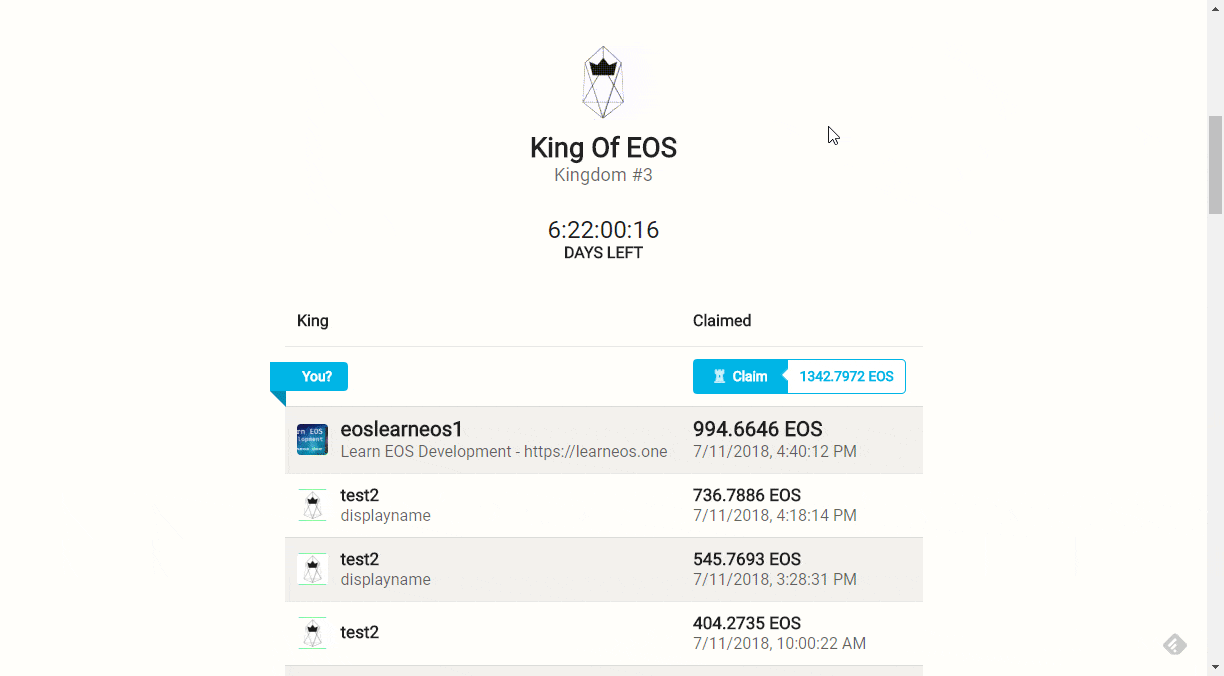 King Of EOS
Kingdom #3
6:22:00:16
DAYS LEFT
King Claimed
You? Claim 1342.7972 EOS
eoslearneos1 994.6646 EOS
Learn EOS Development - https://learneos.one 7/11/2018, 4:40:12 PM
test2 736.7886 EOS
displayname 7/11/2018, 4:18:14 PM
test2 545.7693 EOS
displayname 7/11/2018, 3:28:31 PM
test2 404.2735 EOS
7/11/2018, 10:00:22 AM